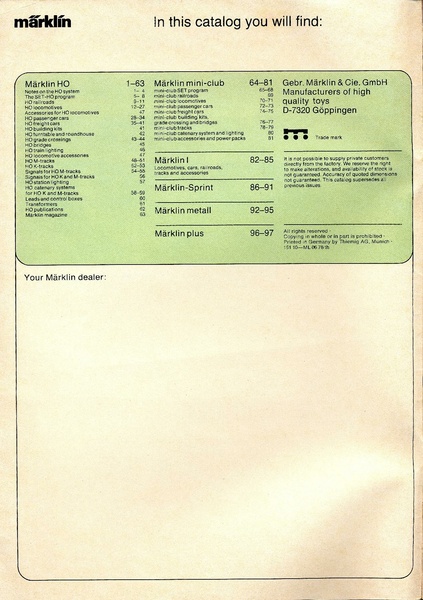 märklín
In this catalog you will find:
Märklin HO 1–63
Notes on the HO system 1– 4
The SET-HO program 1– 8
HO railroads 9–11
HO locomotives 12–27
Accessories for HO locomotives 47
HO passenger cars 28–34
HO freight cars 35–41
HO building kits 41
HO turntable and roundhouse 42
HO grade crossings 43–44
HO bridges 45
HO train lighting 45
HO locomotive accessories 47
HO M-tracks 48–51
HO K-tracks 52–53
Signals for HO M-tracks 54–55
Signals for HO K and M-tracks 56
HO station lighting 57
HO catenary systems
for HO K and M-tracks 58–59
Leads and control boxes 60
Transformers 61
HO publications 62
Märklin magazine 63
Märklin mini-club 64–81
mini-club SET program 65–68
mini-club railroads 69
mini-club locomotives 70–71
mini-club passenger cars 72–73
mini-club freight cars 74–75
mini-club building kits,
grade crossing and bridges 76–77
mini-club tracks 78–79
mini-club catenary system and lighting 80
mini-club accessories and power packs 81
Märklin I 82–85
Locomotives, cars, railroads,
tracks and accessories
Märklin-Sprint 86–91
Märklin metall 92–95
Märklin plus 96–97
Gebr. Märklin & Cie. GmbH
Manufacturers of high
quality toys
D-7320 Göppingen
Trade mark
It is not possible to supply private customers
directly from the factory. We reserve the right
to make alterations, and availability of stock is
not guaranteed. Accuracy of quoted dimensions
not guaranteed. This catalog supersedes all
previous issues.
All rights reserved ·
Copying in whole or in part is prohibited ·
Printed in Germany by Thiemig AG, Munich ·
Your Märklin dealer: